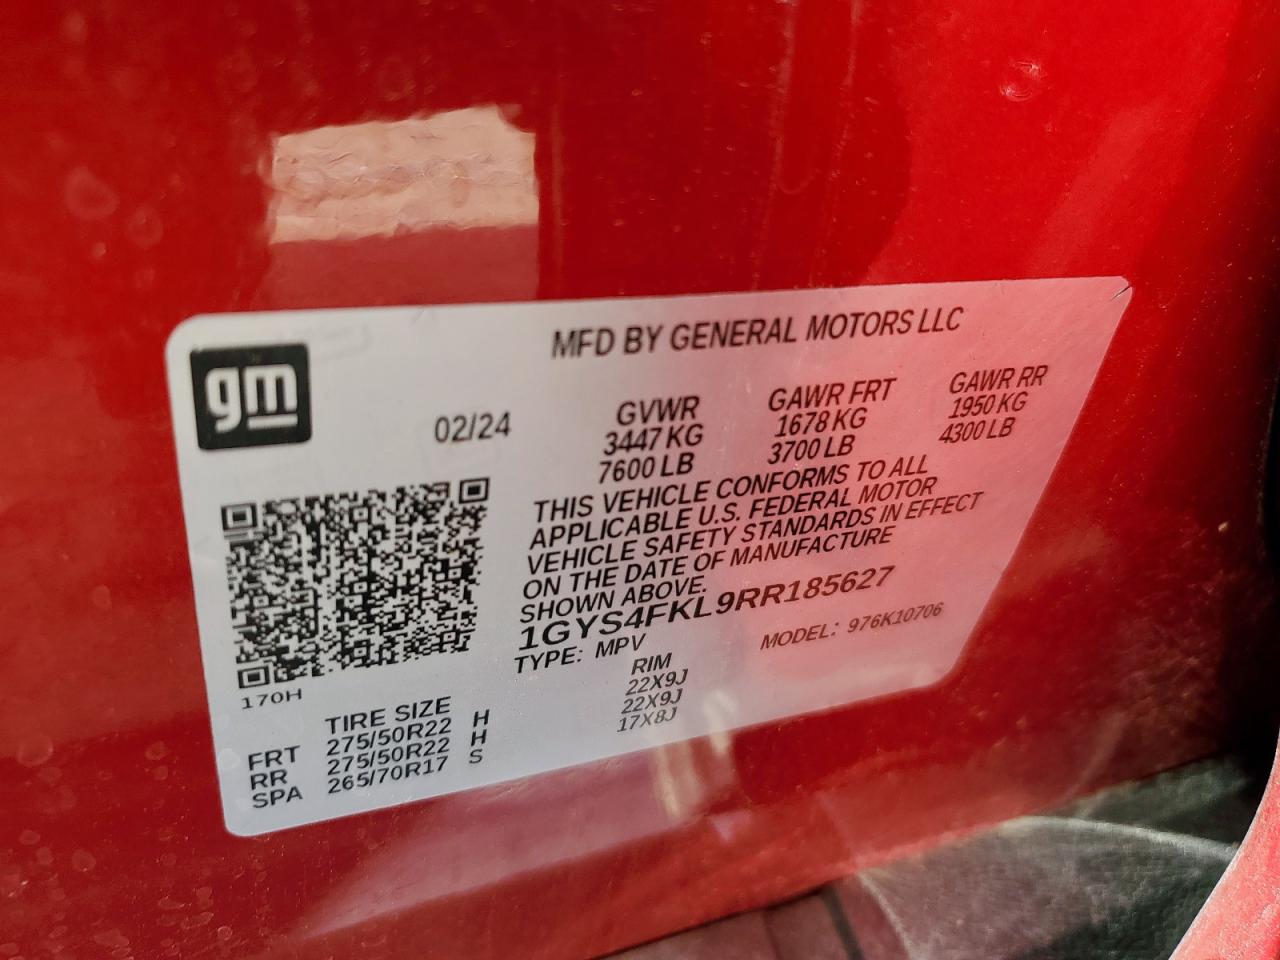 gm
MFD BY GENERAL MOTORS LLC
02/24
GVWR GAWR FRT GAWR RR
3447 KG 1678 KG 1950 KG
7600 LB 3700 LB 4300 LB
THIS VEHICLE CONFORMS TO ALL
APPLICABLE U.S. FEDERAL MOTOR
VEHICLE SAFETY STANDARDS IN EFFECT
ON THE DATE OF MANUFACTURE
SHOWN ABOVE.
1GYS4FKL9RR185627
TYPE: MPV MODEL: 976K10706
170H
TIRE SIZE RIM
FRT 275/50R22 H 22X9J
RR 275/50R22 H 22X9J
SPA 265/70R17 S 17X8J